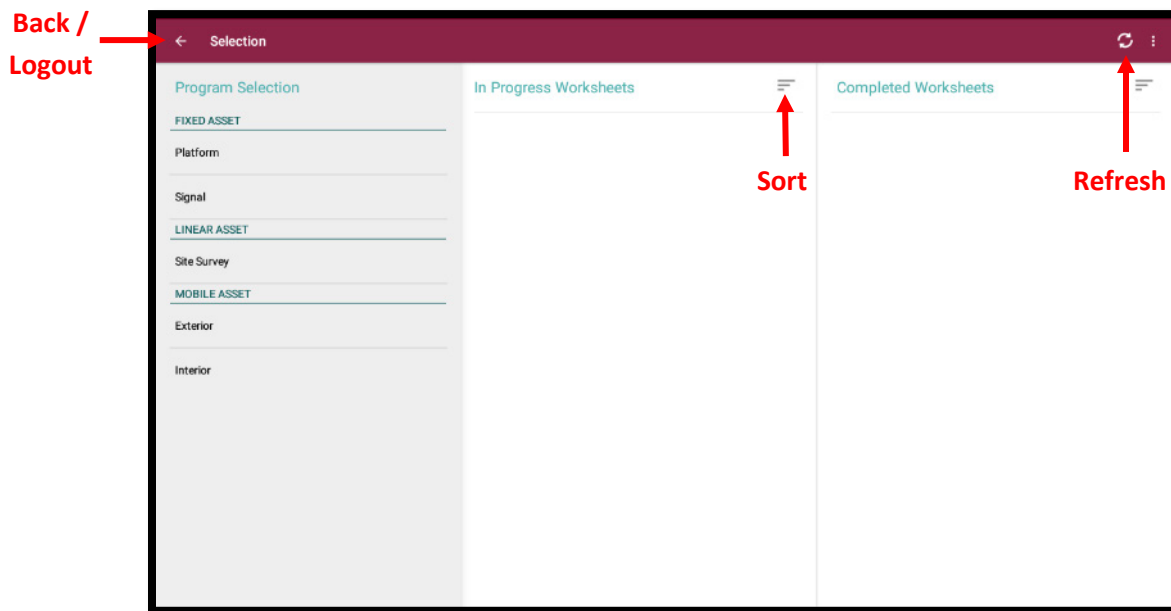 Back /
Logout
Selection
Program Selection
FIXED ASSET
Platform
Signal
LINEAR ASSET
Site Survey
MOBILE ASSET
Exterior
Interior
In Progress Worksheets
Sort
Completed Worksheets
Refresh